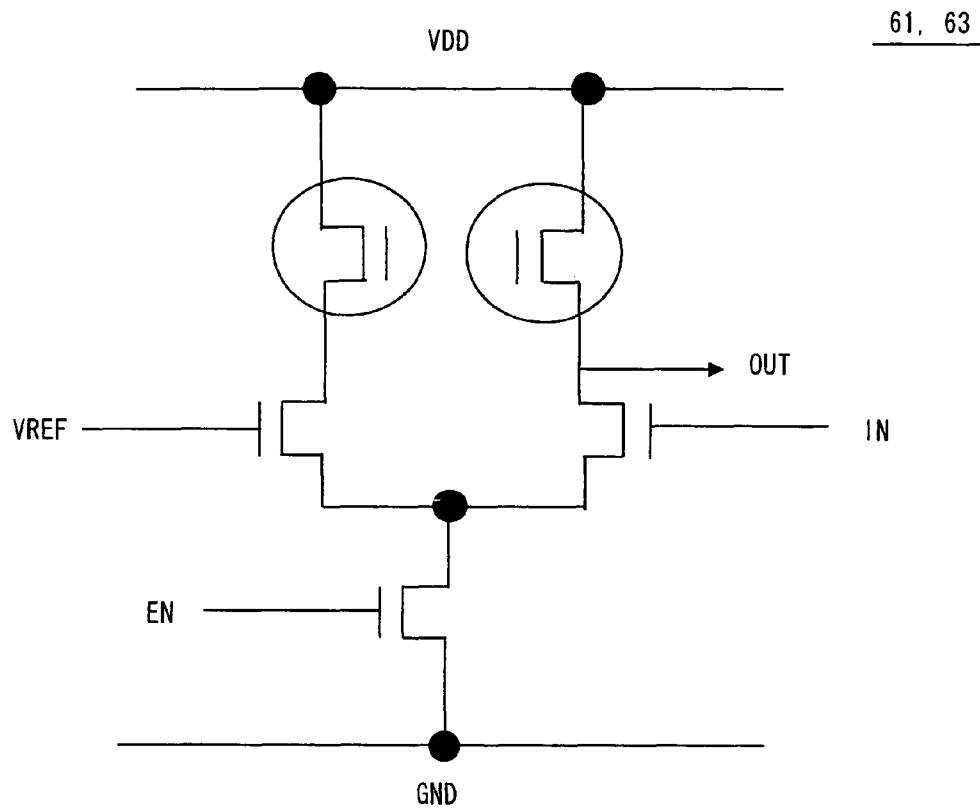 61, 63
VDD
OUT
VREF
IN
EN
GND